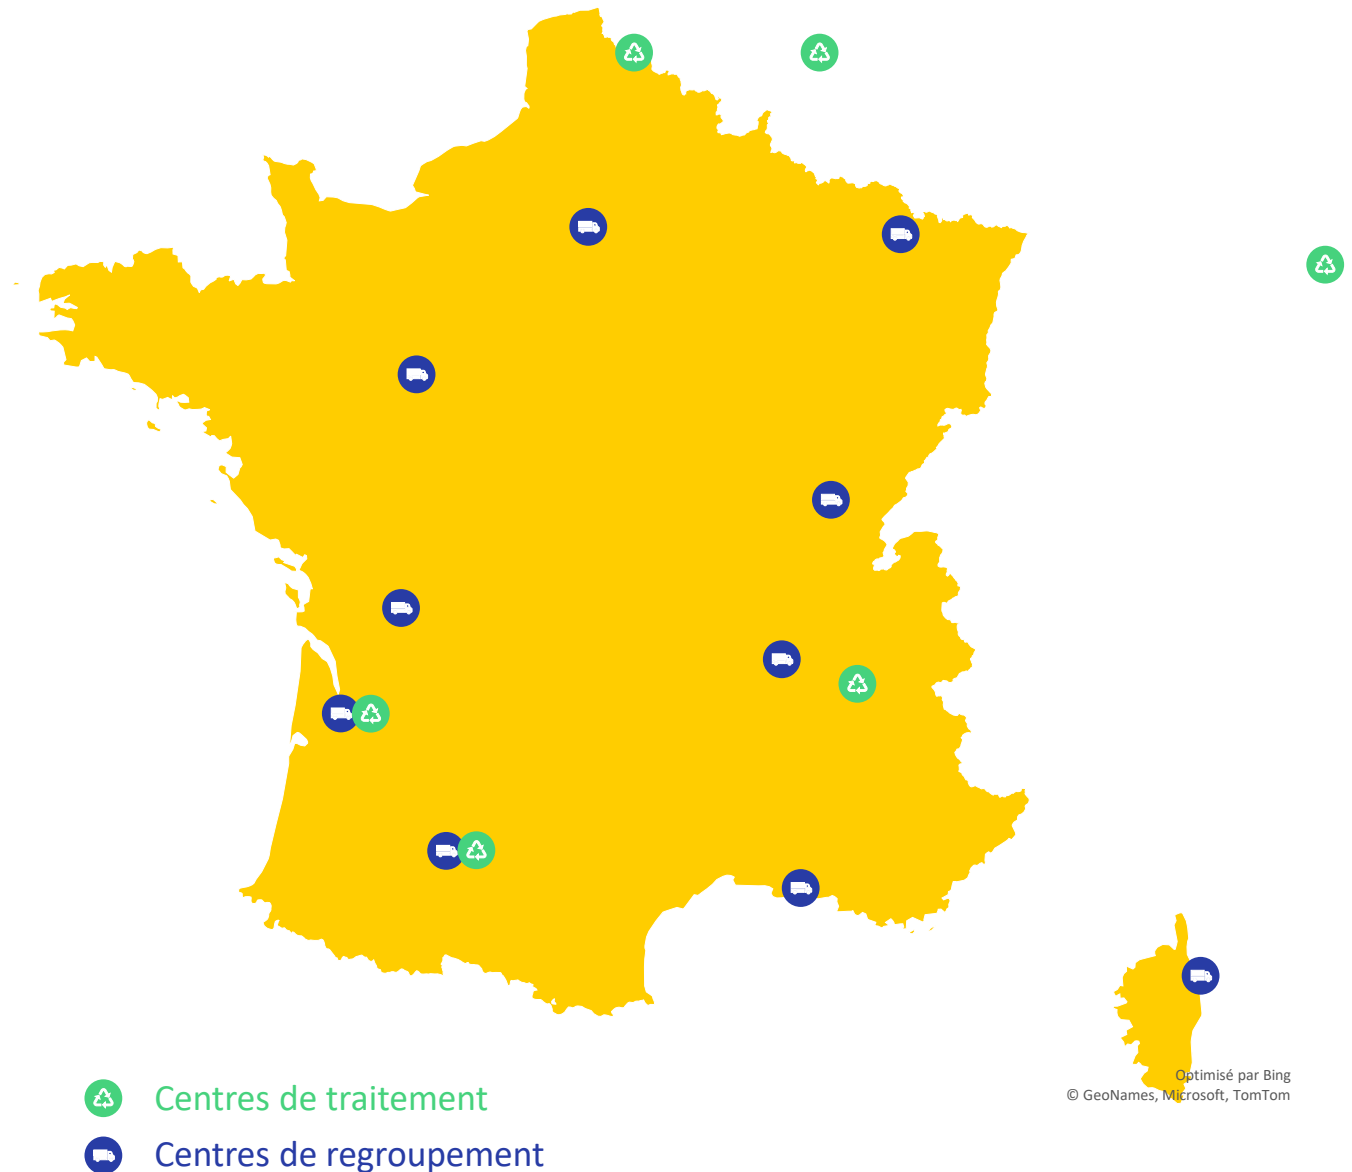 Optimisé par Bing
© GeoNames, Microsoft, TomTom
Centres de traitement
Centres de regroupement